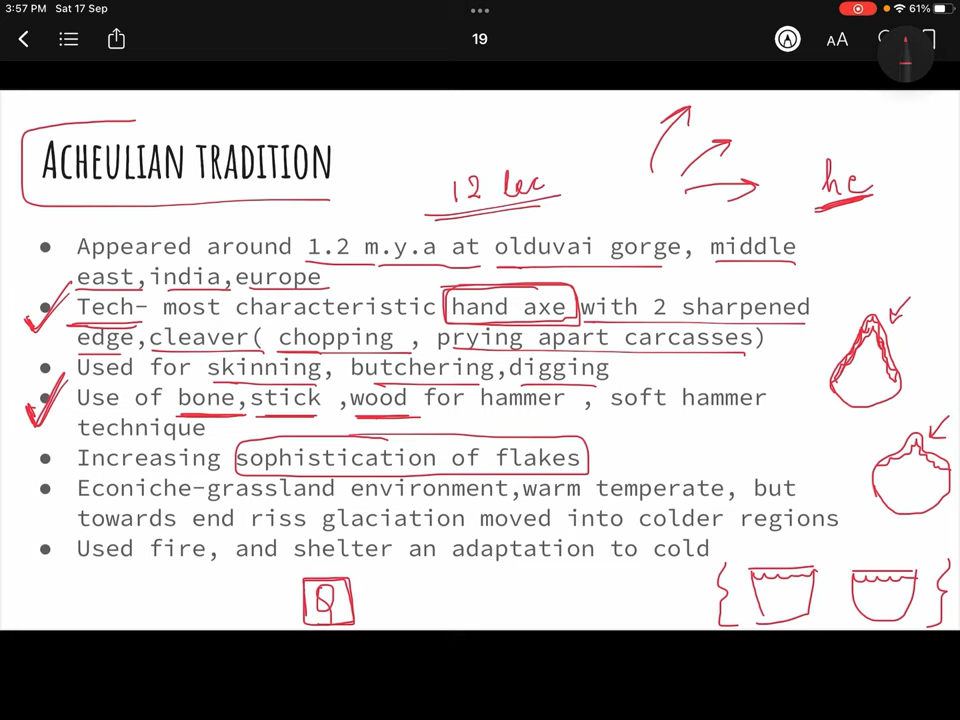 3:57 PM Sat 17 Sep
61%
19
AA
ACHEULIAN TRADITION
12 lec
he
• Appeared around 1.2 m.y.a at olduvai gorge, middle
east,india,europe
• Tech- most characteristic hand axe with 2 sharpened
edge,cleaver( chopping , prying apart carcasses)
• Used for skinning, butchering,digging
• Use of bone,stick ,wood for hammer , soft hammer
technique
• Increasing sophistication of flakes
• Econiche-grassland environment,warm temperate, but
towards end riss glaciation moved into colder regions
• Used fire, and shelter an adaptation to cold